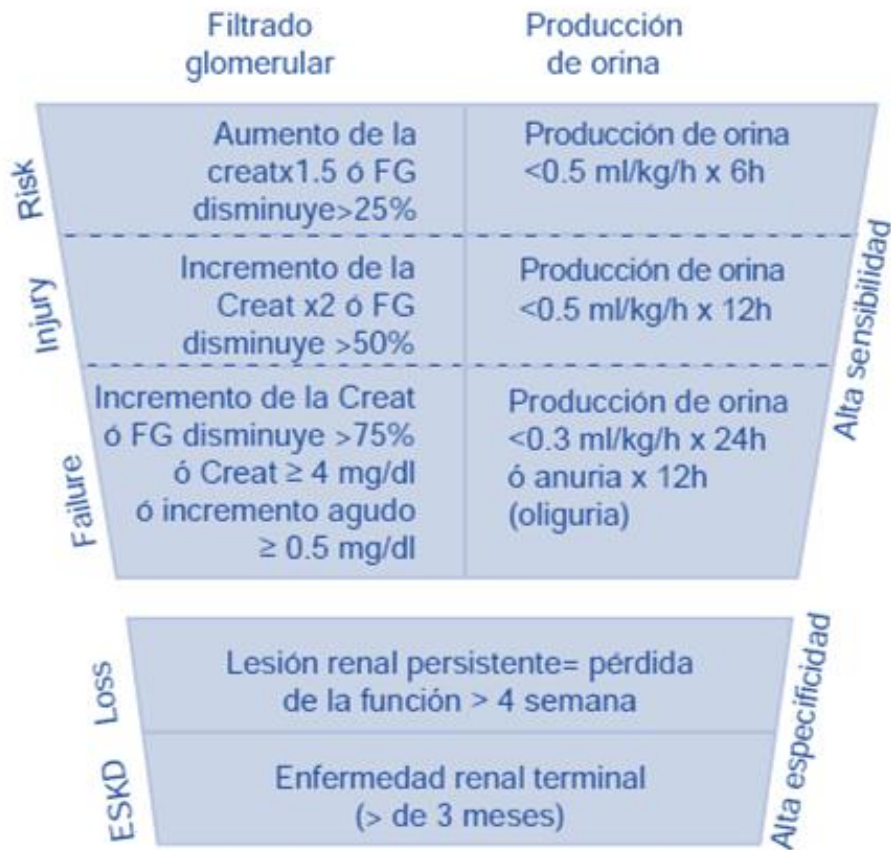 Filtrado
glomerular
Producción
de orina
Risk
Aumento de la
creatx1.5 ó FG
disminuye>25%
Producción de orina
<0.5 ml/kg/h x 6h
Injury
Incremento de la
Creat x2 ó FG
disminuye >50%
Producción de orina
<0.5 ml/kg/h x 12h
Failure
Incremento de la Creat
ó FG disminuye >75%
ó Creat ≥ 4 mg/dl
ó incremento agudo
≥ 0.5 mg/dl
Producción de orina
<0.3 ml/kg/h x 24h
ó anuria x 12h
(oliguria)
Alta sensibilidad
Loss
Lesión renal persistente= pérdida
de la función > 4 semana
ESKD
Enfermedad renal terminal
(> de 3 meses)
Alta especificidad